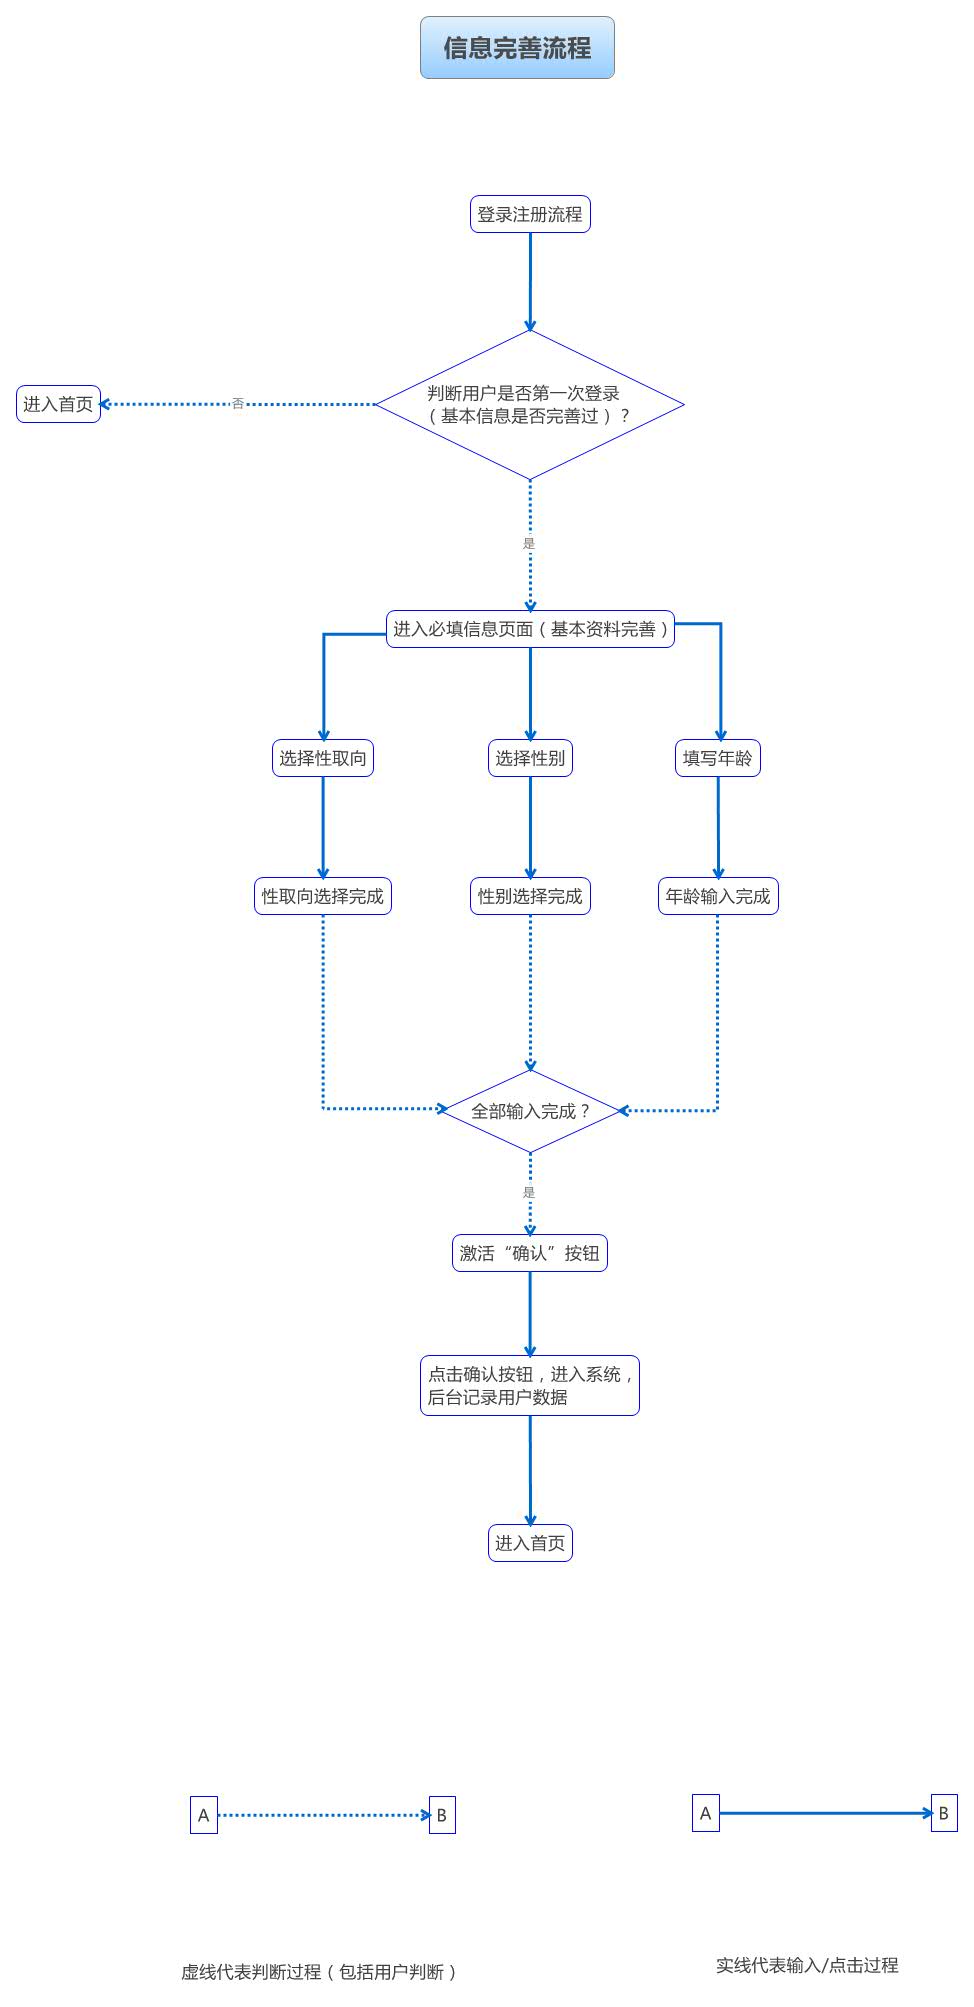 信息完善流程
登录注册流程
判断用户是否第一次登录
（基本信息是否完善过）？
进入首页
否
是
进入必填信息页面（基本资料完善）
选择性取向
选择性别
填写年龄
性取向选择完成
性别选择完成
年龄输入完成
全部输入完成？
是
激活“确认”按钮
点击确认按钮，进入系统，
后台记录用户数据
进入首页
A
B
A
B
虚线代表判断过程（包括用户判断）
实线代表输入/点击过程